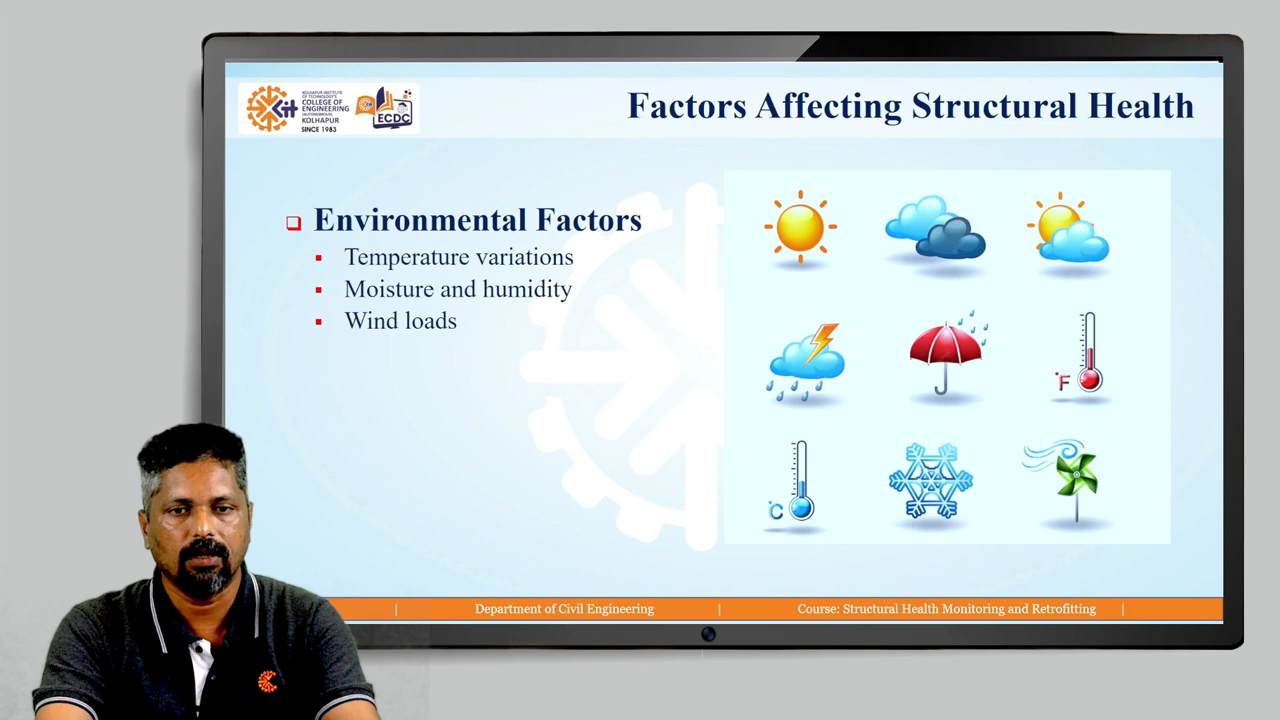 KOLHAPUR INSTITUTE
OF TECHNOLOGY'S
COLLEGE OF
ENGINEERING
(AUTONOMOUS),
KOLHAPUR
SINCE 1983
ECDC
Factors Affecting Structural Health
Environmental Factors
Temperature variations
Moisture and humidity
Wind loads
°F
°C
| Department of Civil Engineering | Course: Structural Health Monitoring and Retrofitting |